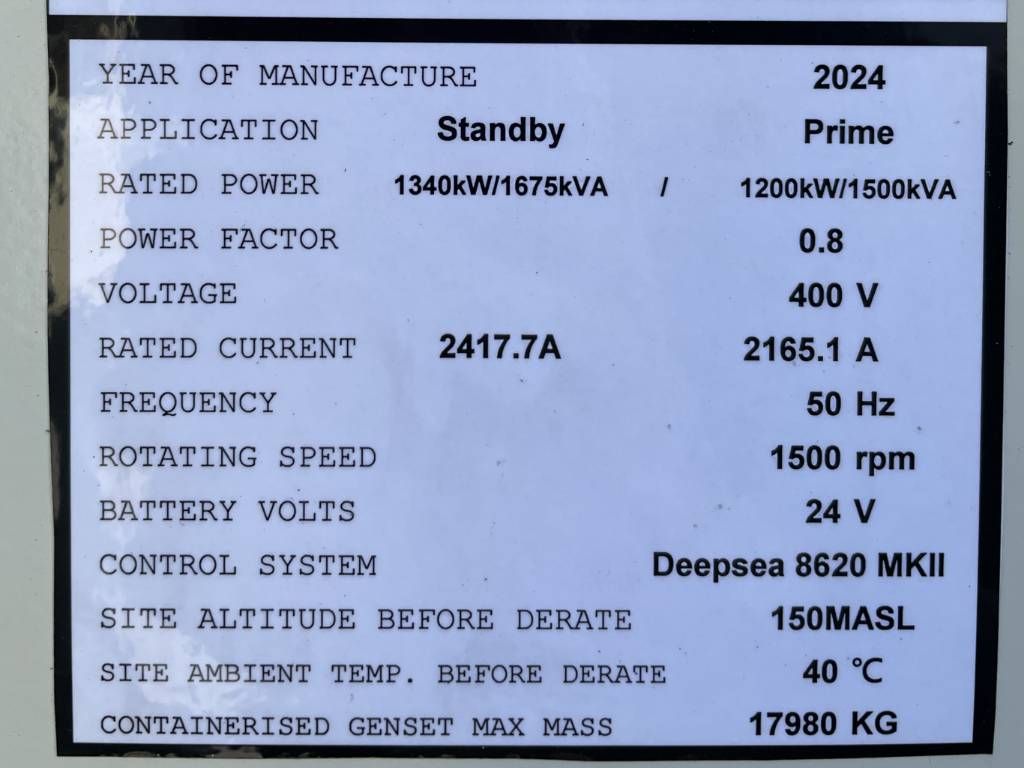 YEAR OF MANUFACTURE 2024
APPLICATION Standby Prime
RATED POWER 1340kW/1675kVA / 1200kW/1500kVA
POWER FACTOR 0.8
VOLTAGE 400 V
RATED CURRENT 2417.7A 2165.1 A
FREQUENCY 50 Hz
ROTATING SPEED 1500 rpm
BATTERY VOLTS 24 V
CONTROL SYSTEM Deepsea 8620 MKII
SITE ALTITUDE BEFORE DERATE 150MASL
SITE AMBIENT TEMP. BEFORE DERATE 40 ℃
CONTAINERISED GENSET MAX MASS 17980 KG